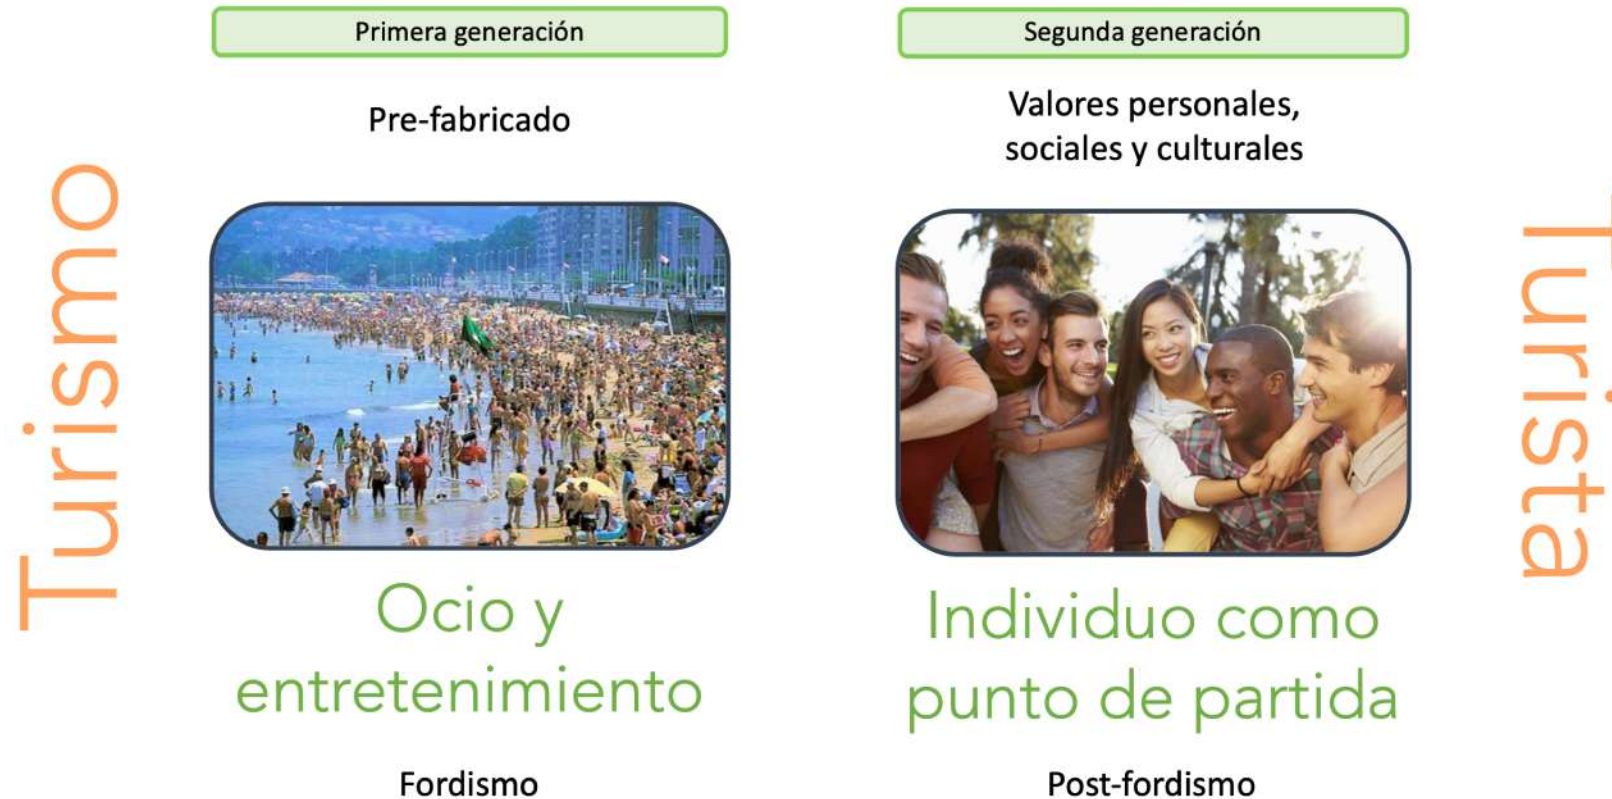 Primera generación
Pre-fabricado
Turismo
Ocio y
entretenimiento
Fordismo
Segunda generación
Valores personales,
sociales y culturales
Individuo como
punto de partida
Post-fordismo
Turista